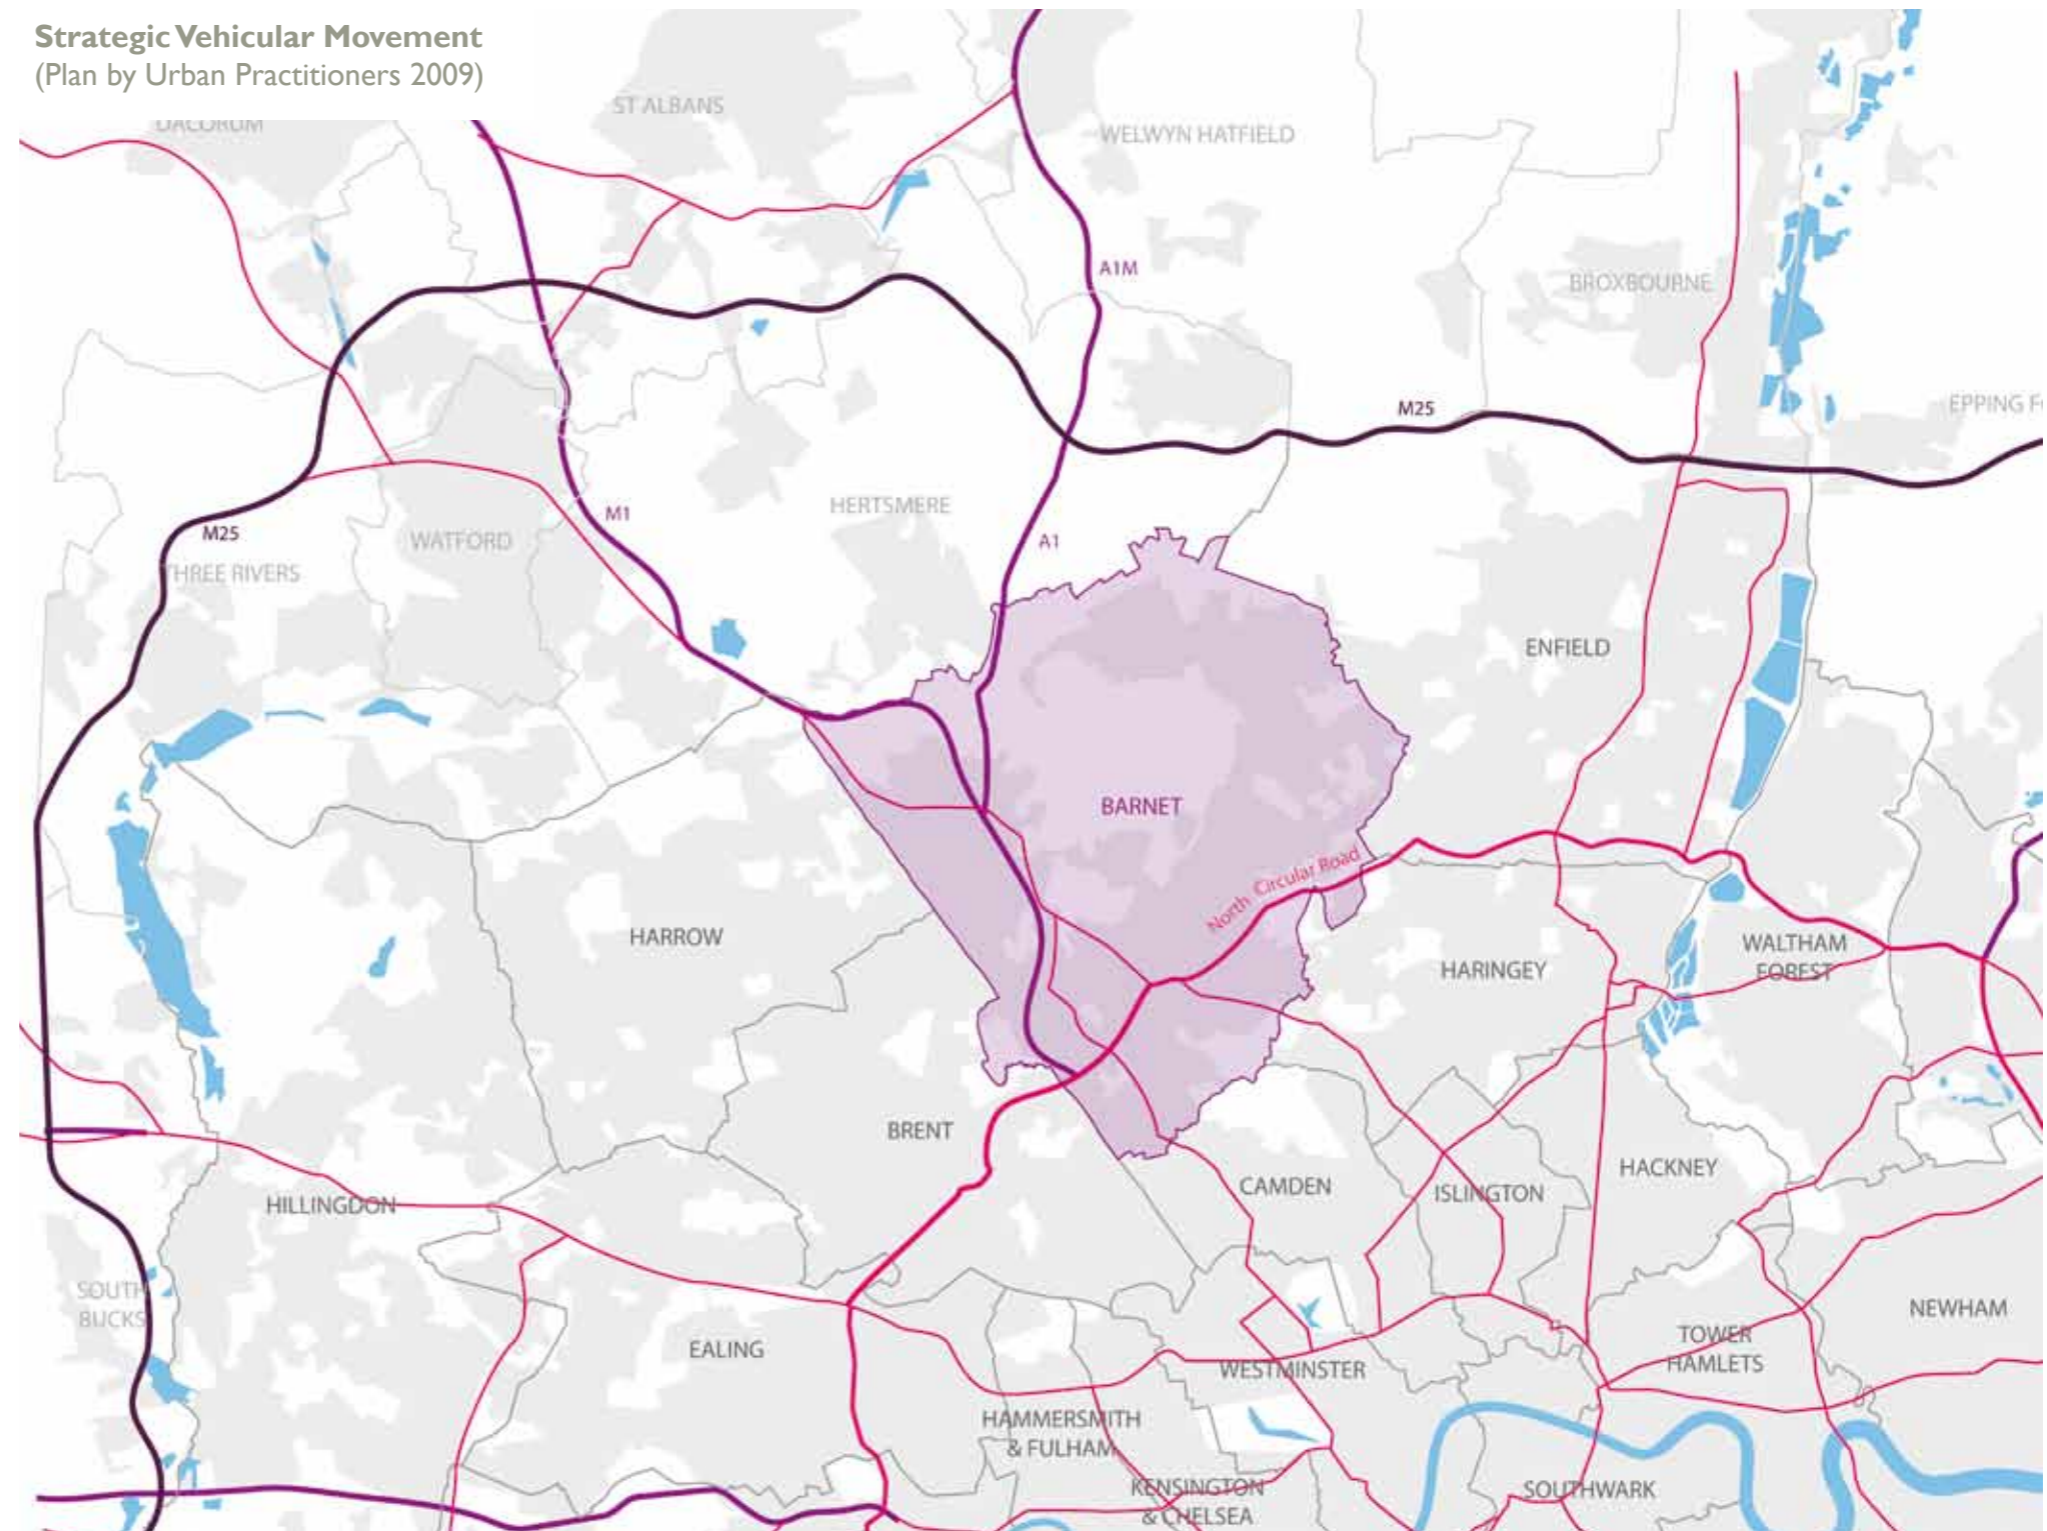 Strategic Vehicular Movement
(Plan by Urban Practitioners 2009)
DACORUM
ST ALBANS
WELWYN HATFIELD
A1M
BROXBOURNE
M25
EPPING F
HERTSMERE
M1
M25
WATFORD
A1
THREE RIVERS
ENFIELD
BARNET
North Circular Road
HARROW
HARINGEY
WALTHAM
FOREST
BRENT
HACKNEY
CAMDEN
ISLINGTON
HILLINGDON
SOUTH
BUCKS
NEWHAM
EALING
TOWER
HAMLETS
WESTMINSTER
HAMMERSMITH
& FULHAM
KENSINGTON
& CHELSEA
SOUTHWARK